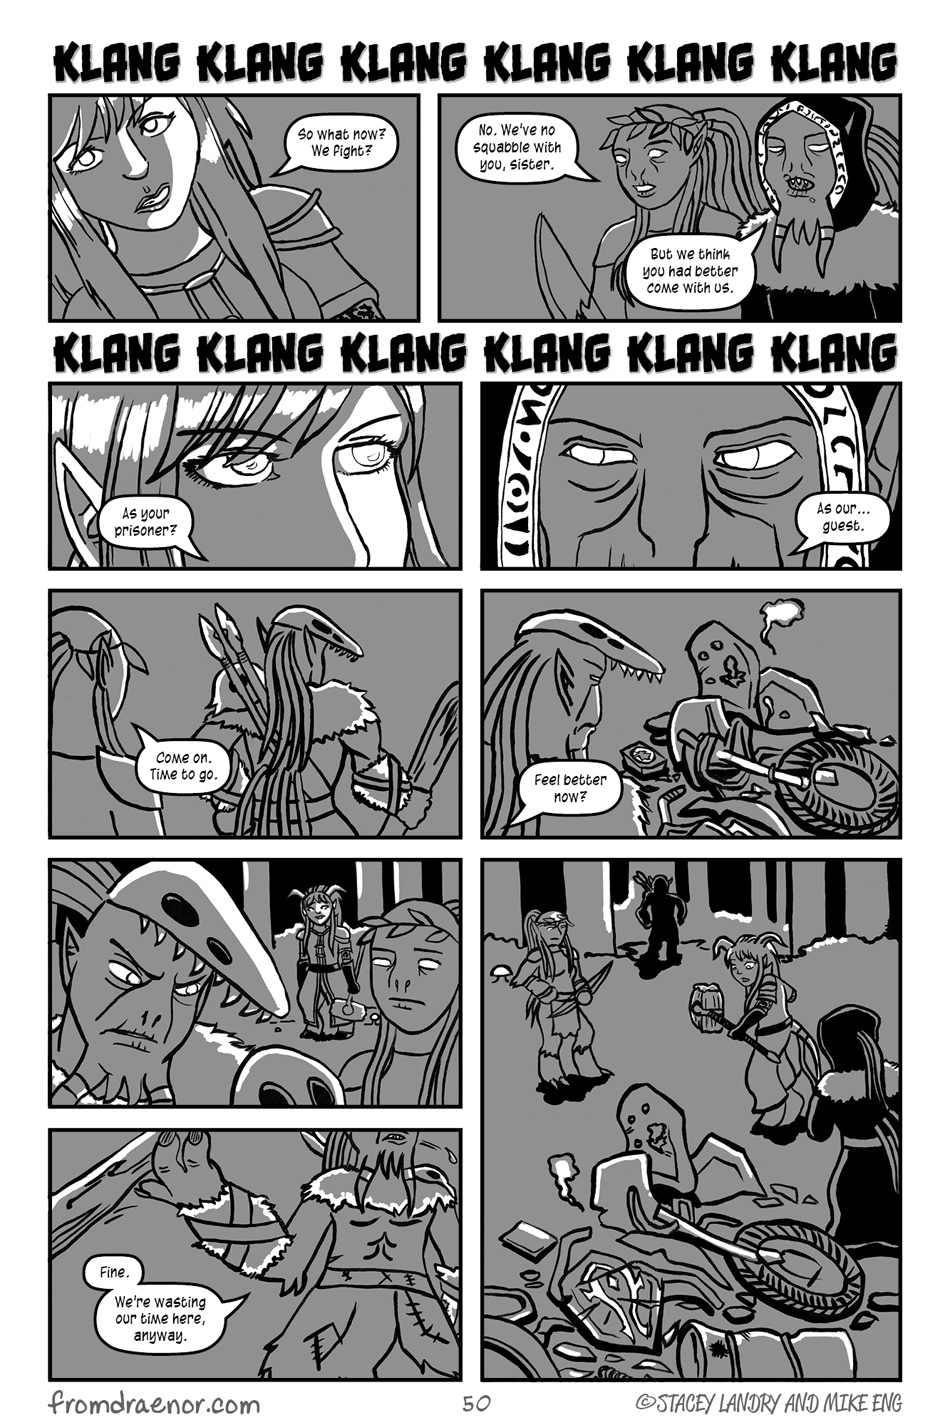 KLANG KLANG KLANG KLANG KLANG KLANG
So what now?
We fight?
No. We've no
squabble with
you, sister.
But we think
you had better
come with us.
KLANG KLANG KLANG KLANG KLANG KLANG
As your
prisoner?
As our...
guest.
Come on.
Time to go.
Feel better
now?
Fine.
We're wasting
our time here,
anyway.
fromdraenor.com
50
©STACEY LANDRY AND MIKE ENG